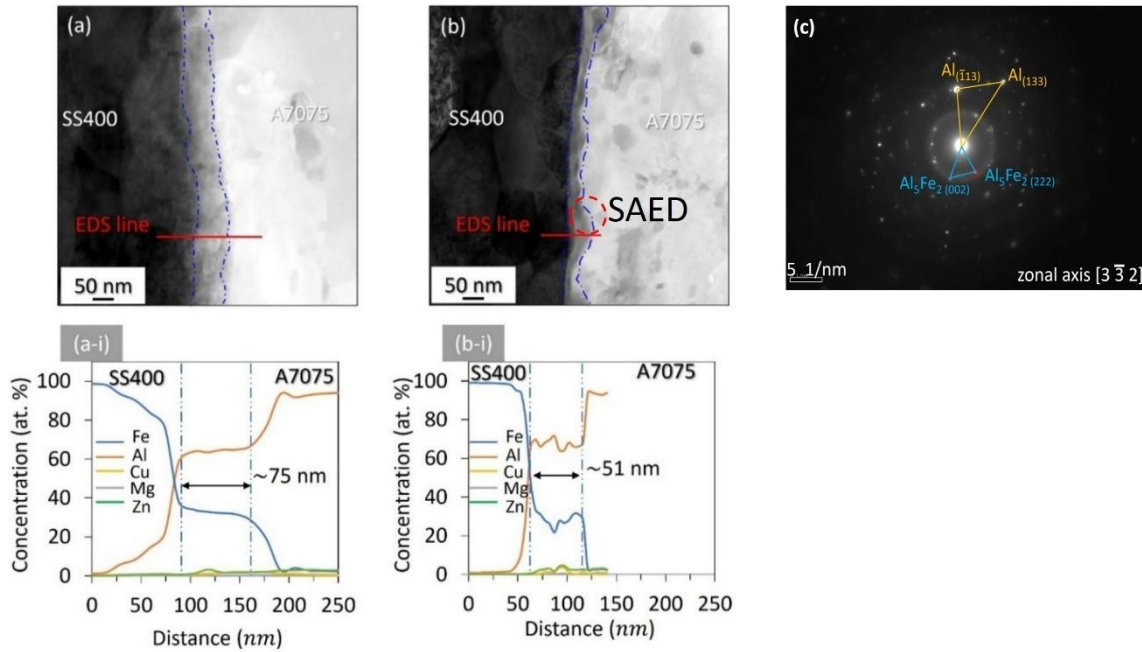 (a)
SS400
A7075
EDS line
50 nm
(b)
SS400
A7075
SAED
EDS line
50 nm
(c)
Al(1̄13)
Al(133)
Al5Fe2 (002)
Al5Fe2 (222)
5 1/nm
zonal axis [3 3̄ 2]
(a-i)
SS400
A7075
Concentration (at. %)
100
80
60
40
20
0
Fe
Al
Cu
Mg
Zn
~75 nm
0 50 100 150 200 250
Distance (nm)
(b-i)
SS400
A7075
Concentration (at. %)
100
80
60
40
20
0
Fe
Al
Cu
Mg
Zn
~51 nm
0 50 100 150 200 250
Distance (nm)